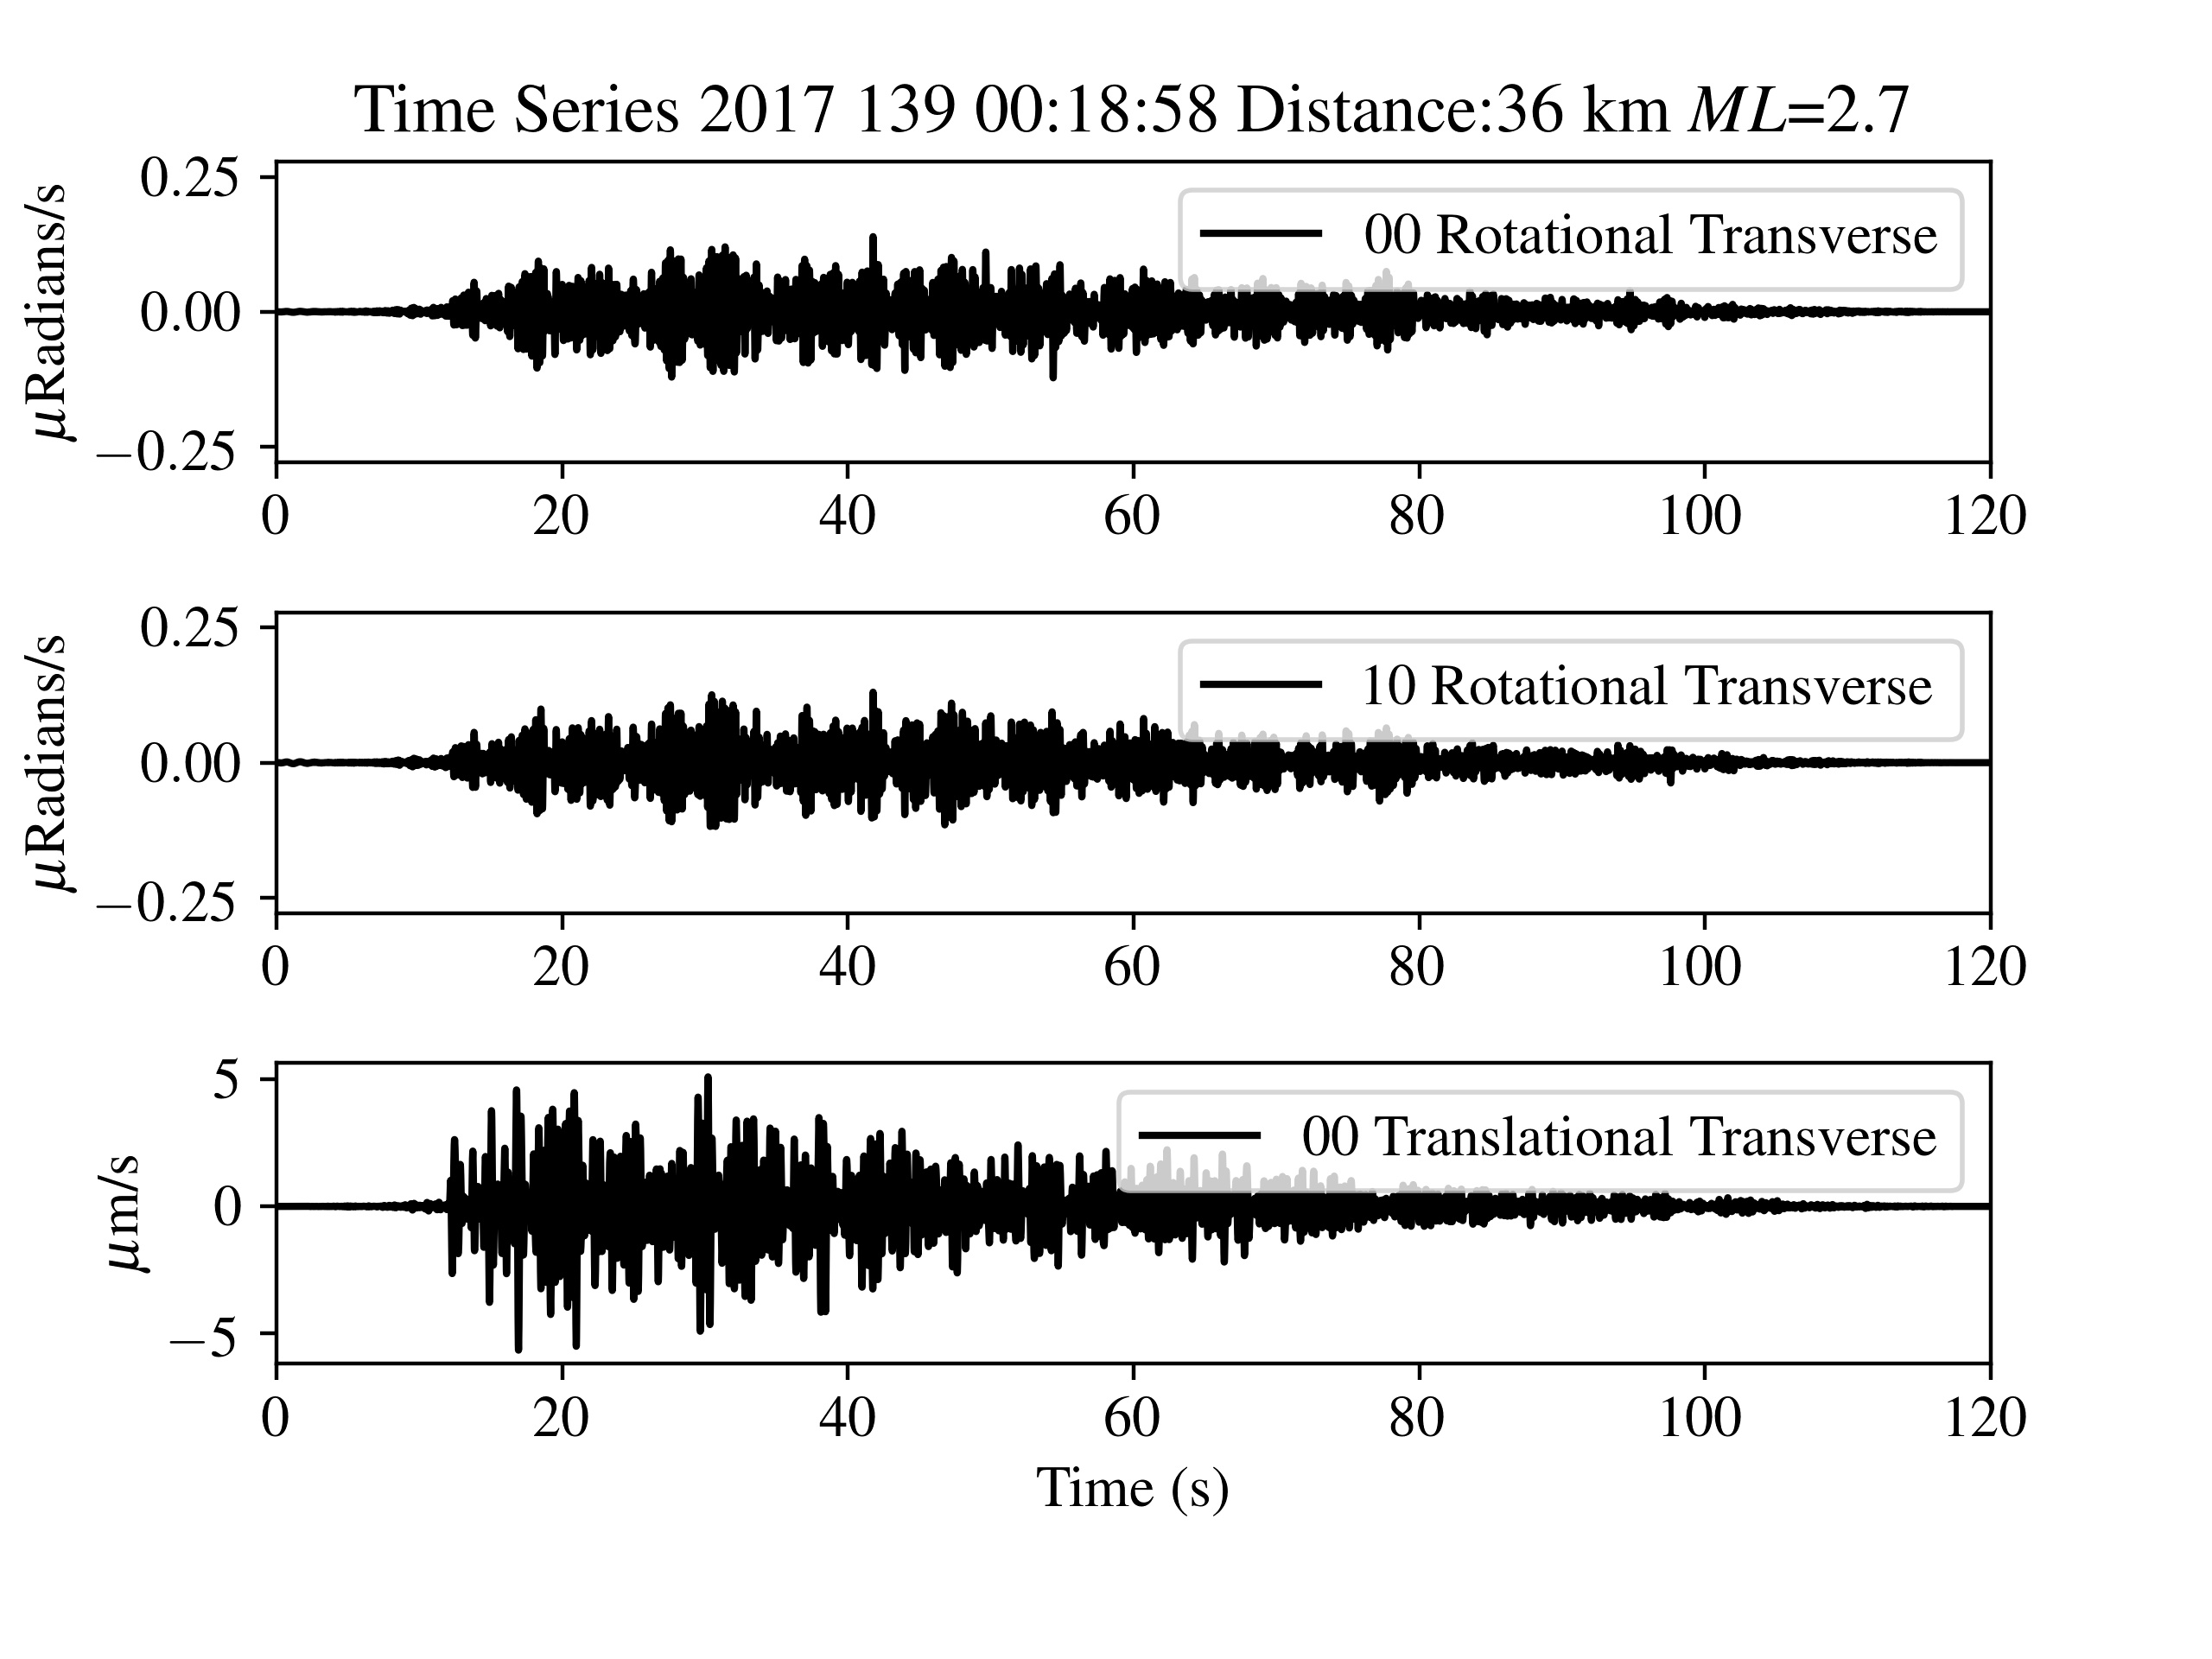 Time Series 2017 139 00:18:58 Distance:36 km ML=2.7
0.25
0.00
−0.25
μRadians/s
00 Rotational Transverse
0 20 40 60 80 100 120
0.25
0.00
−0.25
μRadians/s
10 Rotational Transverse
0 20 40 60 80 100 120
5
0
−5
μm/s
00 Translational Transverse
0 20 40 60 80 100 120
Time (s)